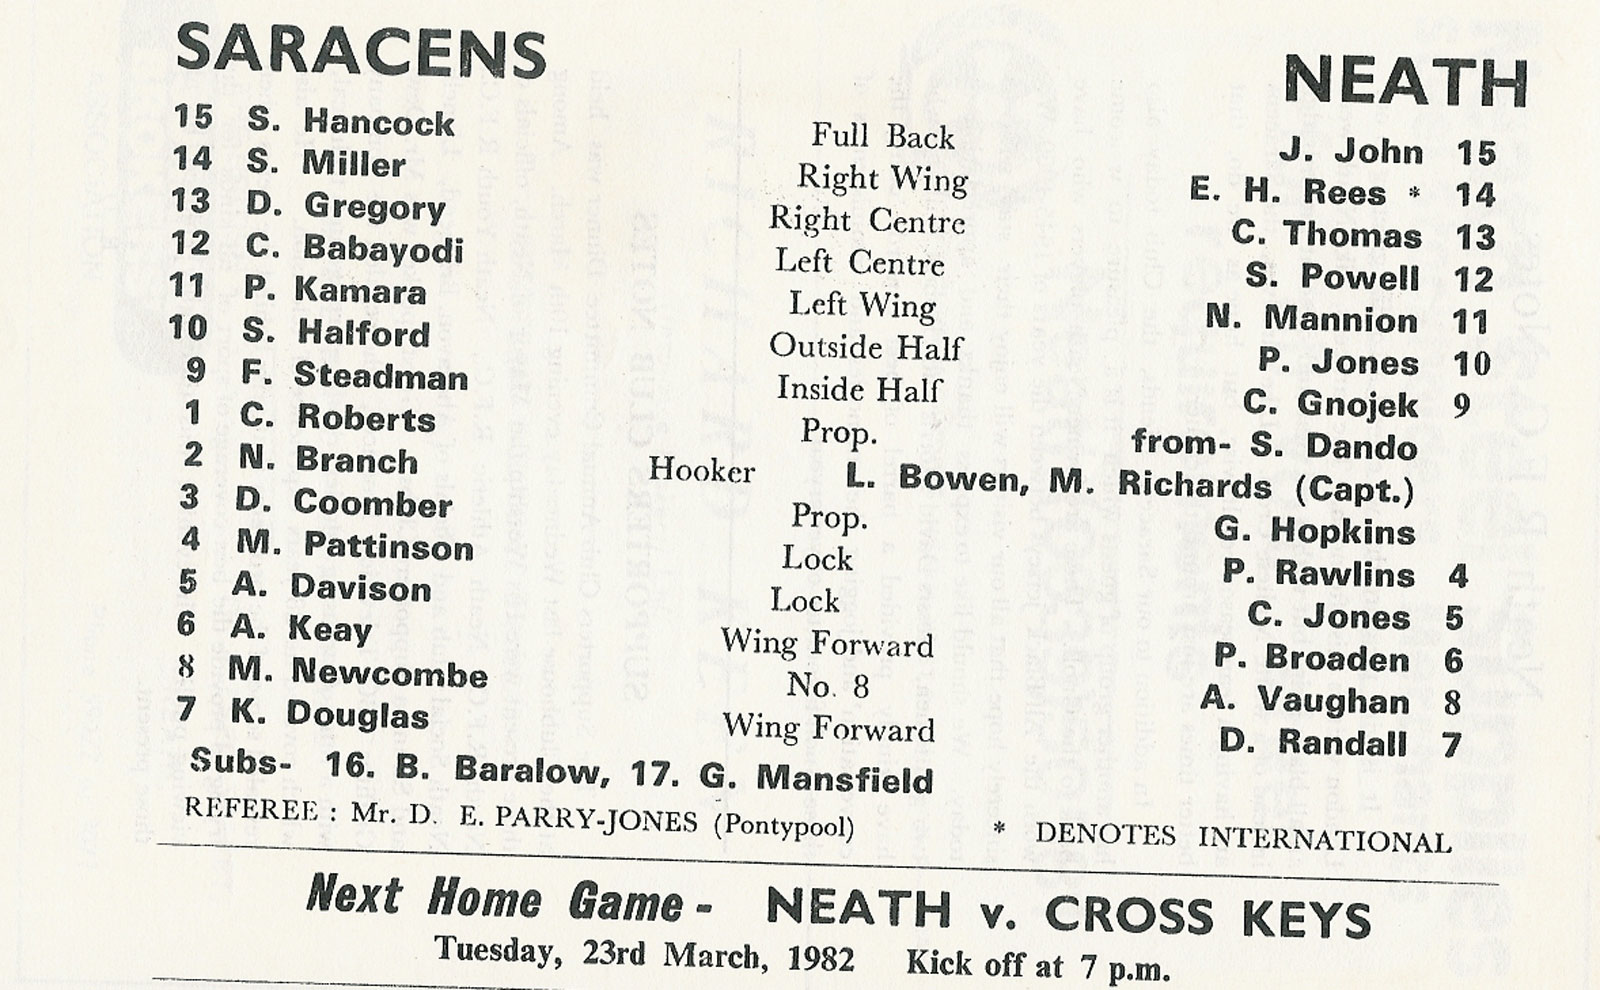 SARACENS NEATH
15 S. Hancock Full Back J. John 15
14 S. Miller Right Wing E. H. Rees * 14
13 D. Gregory Right Centre C. Thomas 13
12 C. Babayodi Left Centre S. Powell 12
11 P. Kamara Left Wing N. Mannion 11
10 S. Halford Outside Half P. Jones 10
9 F. Steadman Inside Half C. Gnojek 9
1 C. Roberts Prop. from- S. Dando
2 N. Branch Hooker L. Bowen, M. Richards (Capt.)
3 D. Coomber Prop. G. Hopkins
4 M. Pattinson Lock P. Rawlins 4
5 A. Davison Lock C. Jones 5
6 A. Keay Wing Forward P. Broaden 6
8 M. Newcombe No. 8 A. Vaughan 8
7 K. Douglas Wing Forward D. Randall 7
Subs- 16. B. Baralow, 17. G. Mansfield
REFEREE : Mr. D. E. PARRY-JONES (Pontypool) * DENOTES INTERNATIONAL
Next Home Game - NEATH v. CROSS KEYS
Tuesday, 23rd March, 1982 Kick off at 7 p.m.